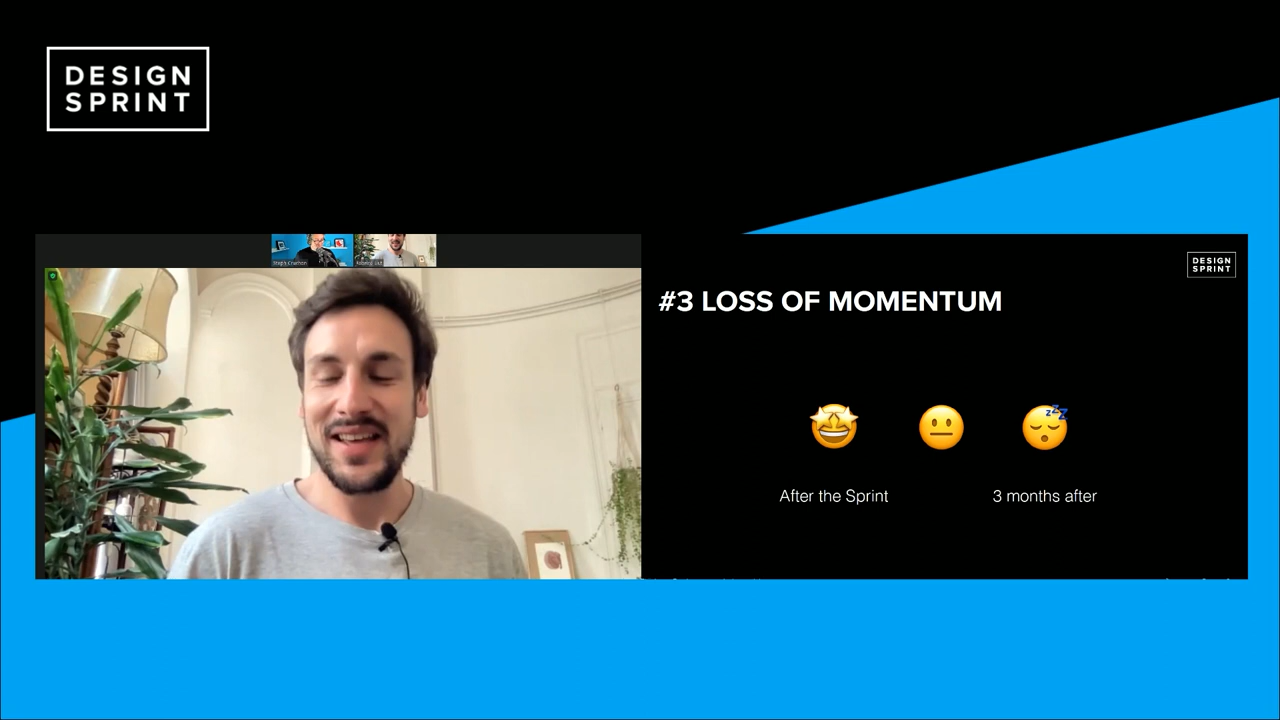 DESIGN
SPRINT
DESIGN
SPRINT
#3 LOSS OF MOMENTUM
After the Sprint
3 months after